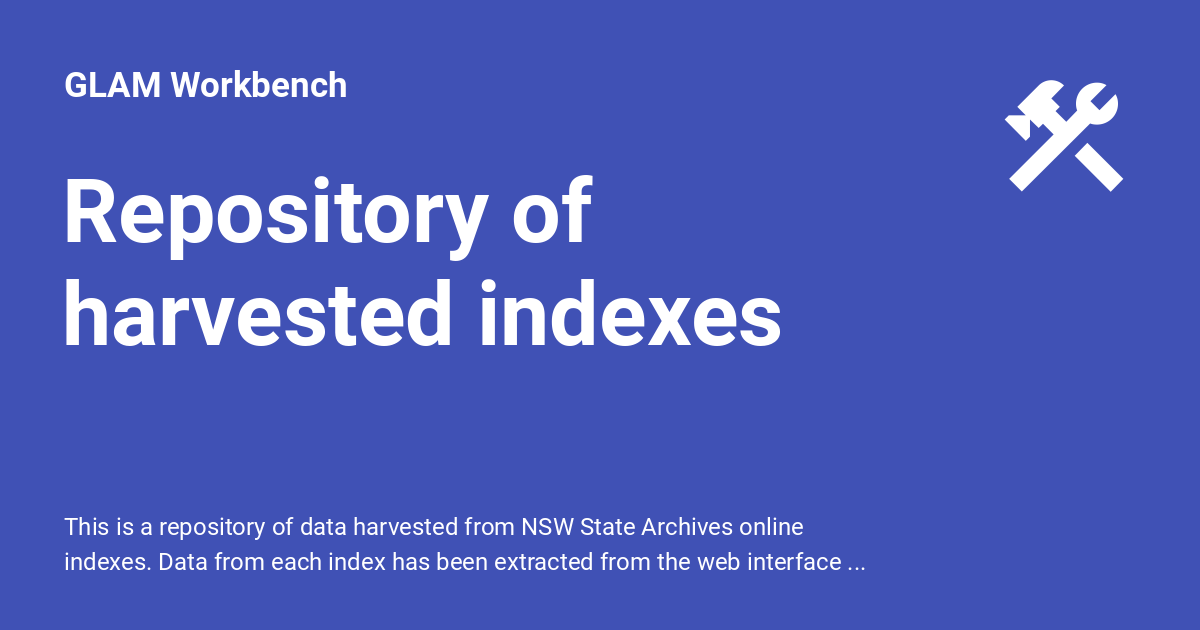 GLAM Workbench
Repository of
harvested indexes
This is a repository of data harvested from NSW State Archives online
indexes. Data from each index has been extracted from the web interface ...